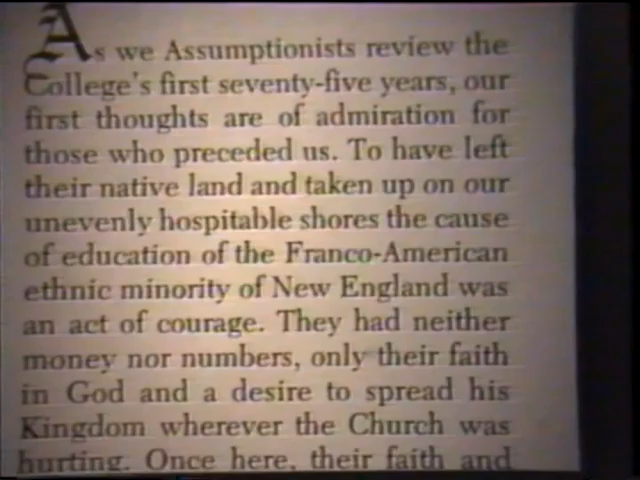 As we Assumptionists review the
College's first seventy-five years, our
first thoughts are of admiration for
those who preceded us. To have left
their native land and taken up on our
unevenly hospitable shores the cause
of education of the Franco-American
ethnic minority of New England was
an act of courage. They had neither
money nor numbers, only their faith
in God and a desire to spread his
Kingdom wherever the Church was
hurting. Once here, their faith and